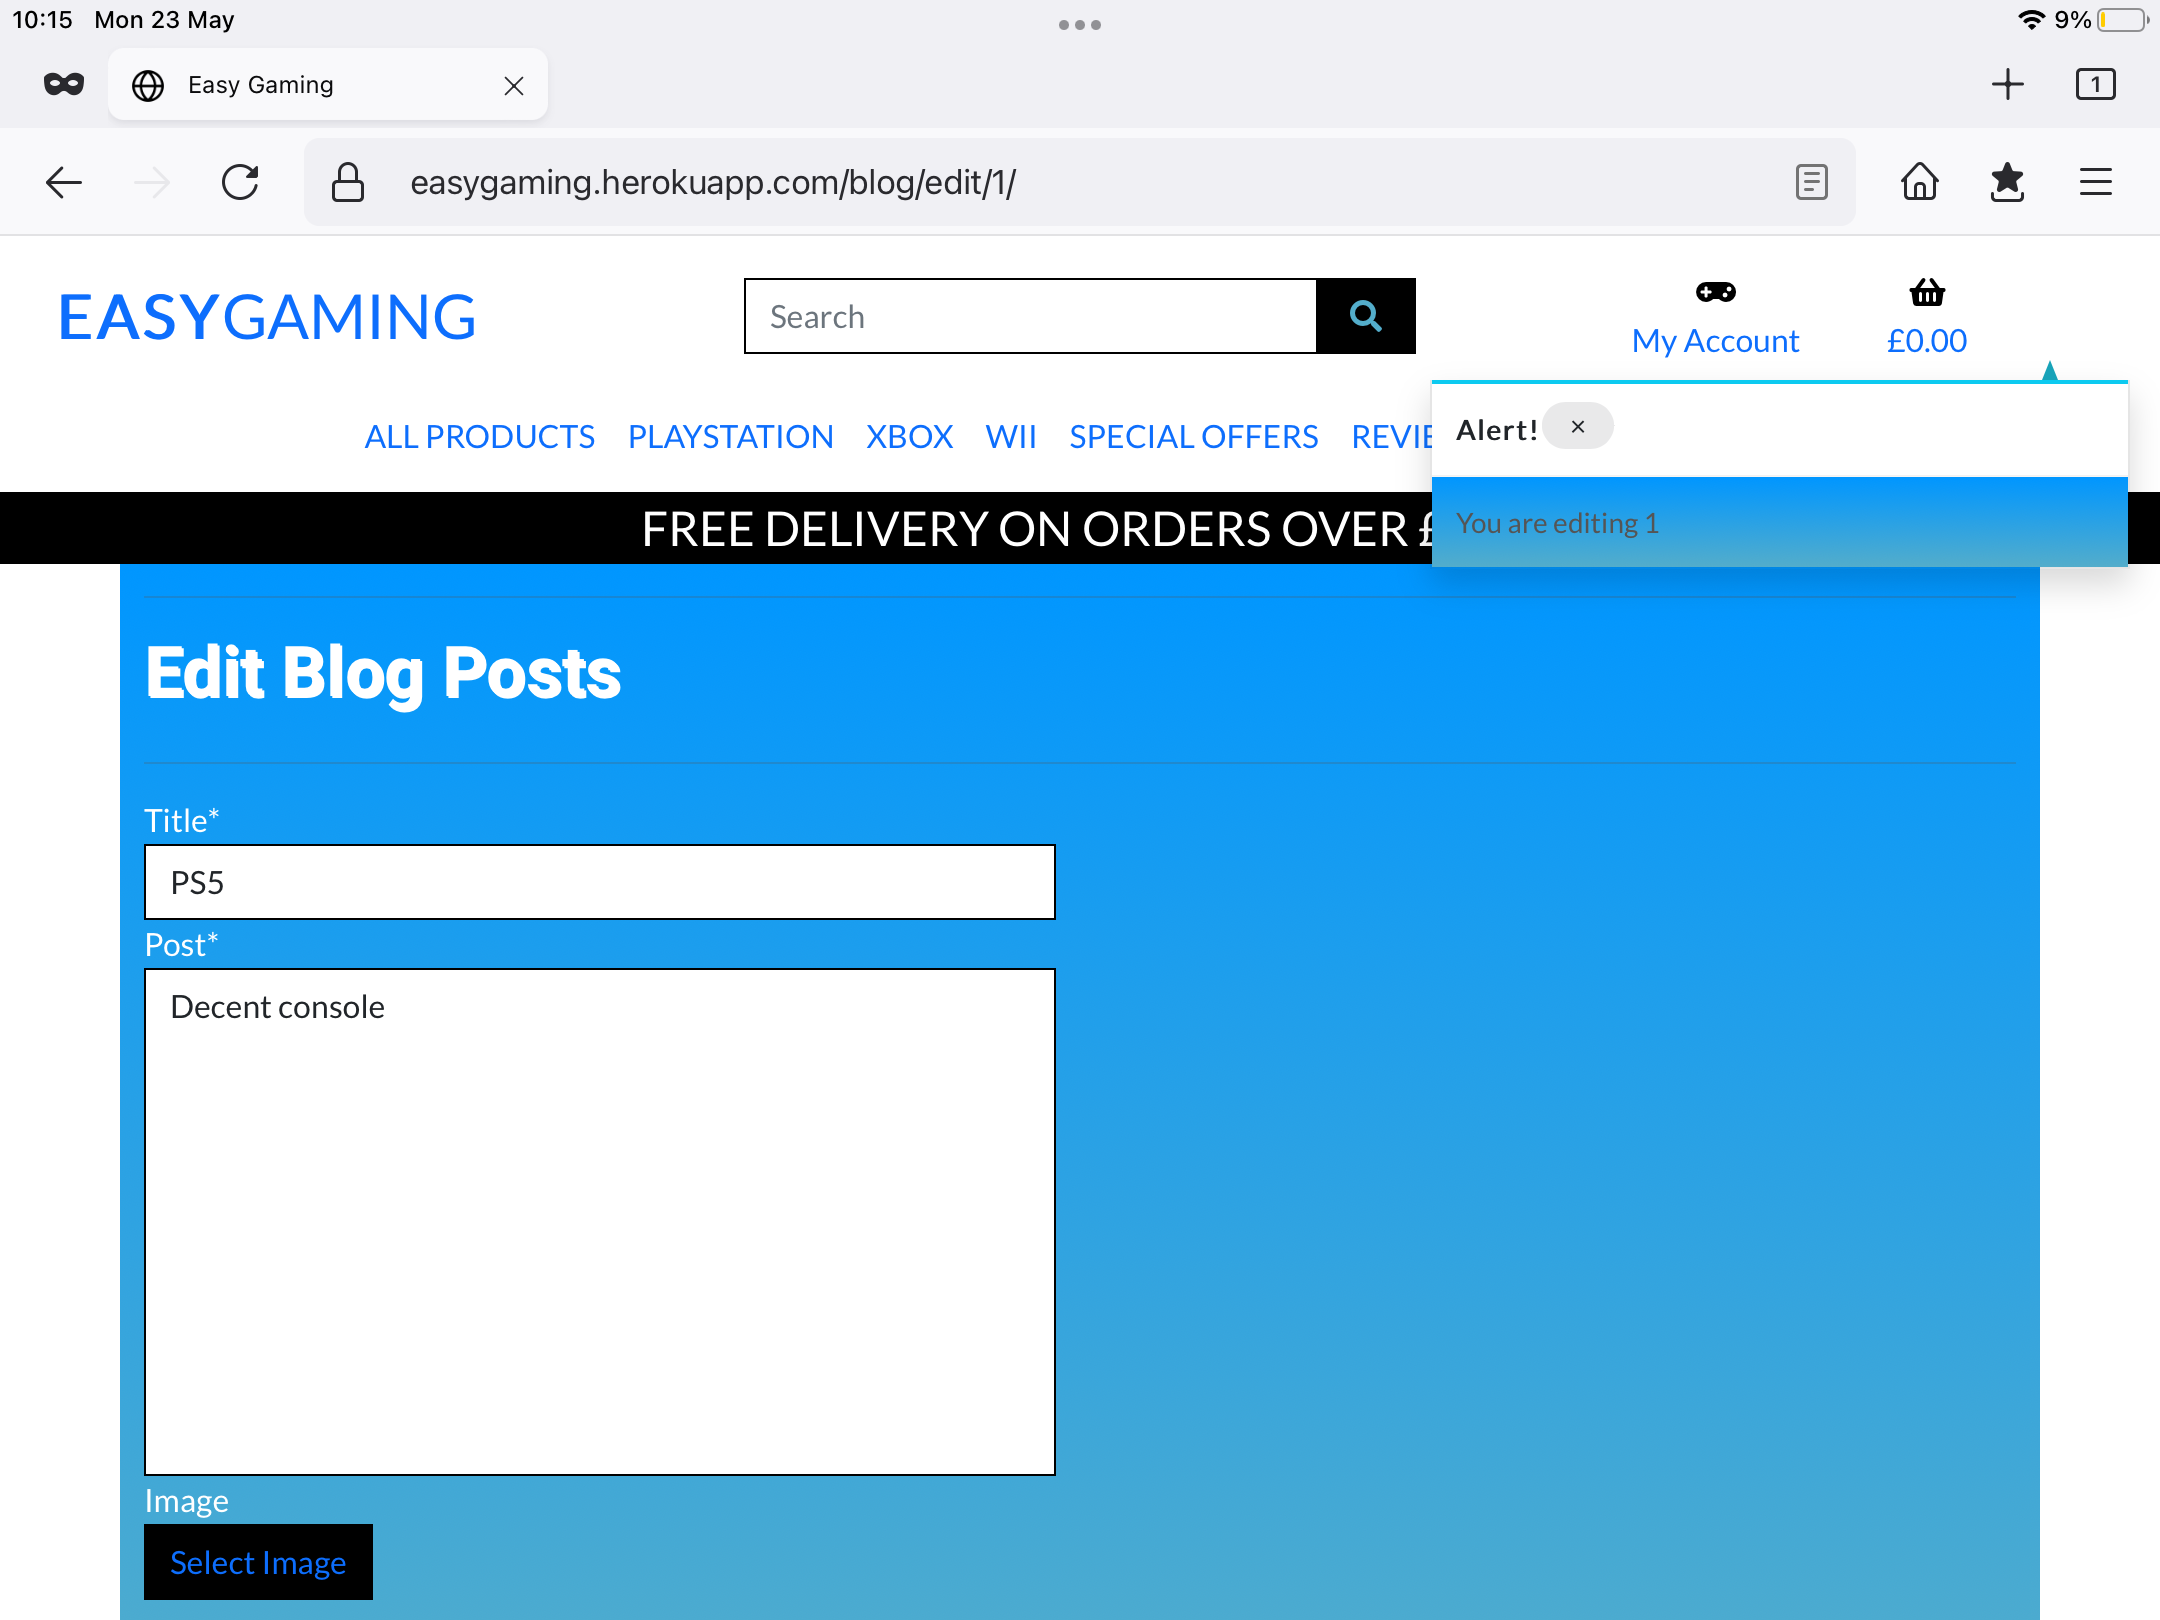 10:15 Mon 23 May
9%
Easy Gaming
1
easygaming.herokuapp.com/blog/edit/1/
EASYGAMING
Search
My Account
£0.00
ALL PRODUCTS PLAYSTATION XBOX WII SPECIAL OFFERS
Alert! ×
FREE DELIVERY ON ORDERS OVER £
You are editing 1
Edit Blog Posts
Title*
PS5
Post*
Decent console
Image
Select Image